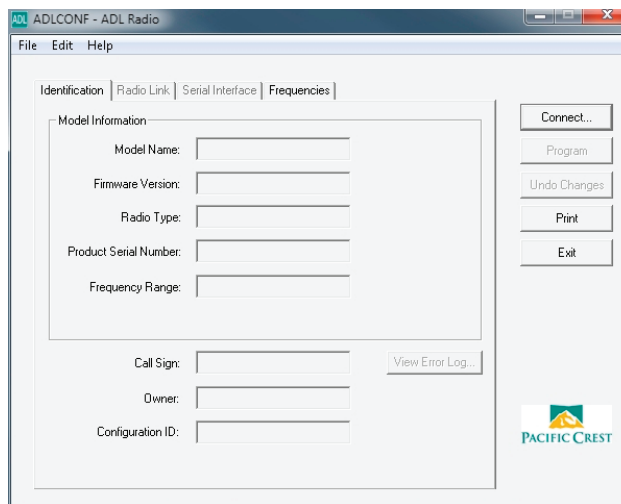 ADL ADLCONF - ADL Radio
File Edit Help
Identification Radio Link Serial Interface Frequencies
Model Information
Model Name:
Firmware Version:
Radio Type:
Product Serial Number:
Frequency Range:
Call Sign:
View Error Log...
Owner:
Configuration ID:
Connect...
Program
Undo Changes
Print
Exit
PACIFIC CREST